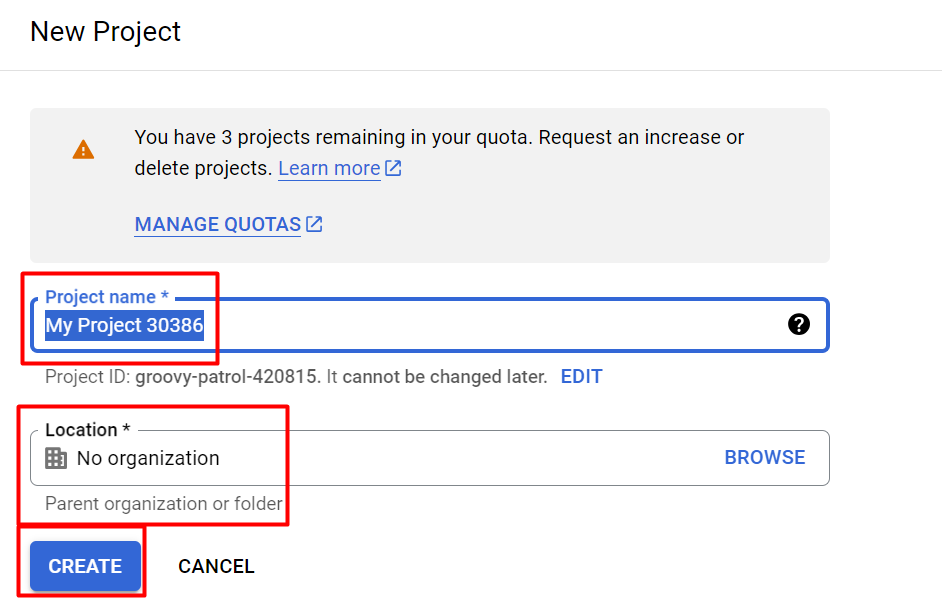 New Project
You have 3 projects remaining in your quota. Request an increase or
delete projects. Learn more
MANAGE QUOTAS
Project name *
My Project 30386
?
Project ID: groovy-patrol-420815. It cannot be changed later. EDIT
Location *
No organization BROWSE
Parent organization or folder
CREATE CANCEL